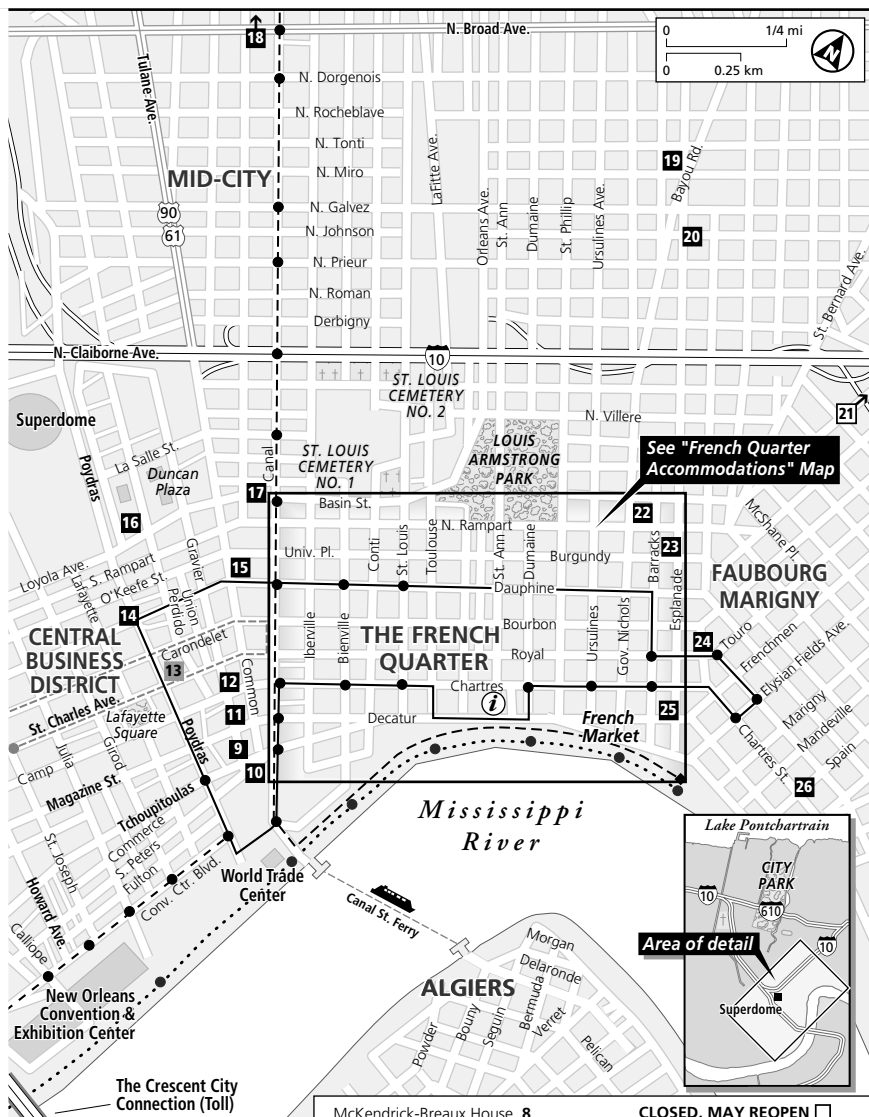 18
N. Broad Ave.
0 1/4 mi
0 0.25 km
N
Tulane Ave.
N. Dorgenois
N. Rocheblave
N. Tonti
N. Miro
MID-CITY
LaFitte Ave.
19
Bayou Rd.
90
61
N. Galvez
N. Johnson
N. Prieur
N. Roman
Derbigny
Orleans Ave.
St. Ann
Dumaine
St. Phillip
Ursulines Ave.
20
St. Bernard Ave.
N. Claiborne Ave.
10
21
Superdome
ST. LOUIS
CEMETERY
NO. 2
N. Villere
Poydras
La Salle St.
Duncan
Plaza
Canal
ST. LOUIS
CEMETERY
NO. 1
LOUIS
ARMSTRONG
PARK
See "French Quarter
Accommodations" Map
16
17
Basin St.
N. Rampart
22
McShane Pl.
Loyola Ave.
S. Rampart
O'Keefe St.
Gravier
15
Univ. Pl.
Conti
St. Louis
Toulouse
St. Ann
Dumaine
Burgundy
Barracks
23
Esplanade
FAUBOURG
MARIGNY
Lafayette
Union
Perdido
14
Dauphine
CENTRAL
BUSINESS
DISTRICT
Carondelet
13
12
Common
Iberville
Bienville
THE FRENCH
QUARTER
Bourbon
Royal
Ursulines
Gov. Nichols
24
Touro
Frenchmen
Elysian Fields Ave.
St. Charles Ave.
Lafayette
Square
11
Chartres
i
Decatur
French
Market
25
Marigny
Mandeville
Spain
Chartres St.
Camp
Julia
Girod
Poydras
9
10
26
Magazine St.
Tchoupitoulas
Commerce
S. Peters
Fulton
Conv. Ctr. Blvd.
St. Joseph
Howard Ave.
Calliope
Mississippi
River
World Trade
Center
Canal St. Ferry
Lake Pontchartrain
CITY
PARK
10
610
10
Area of detail
Superdome
New Orleans
Convention &
Exhibition Center
ALGIERS
Morgan
Delaronde
Bermuda
Verret
Seguin
Bouny
Powder
Pelican
The Crescent City
Connection (Toll)
McKendrick-Breaux House 8
CLOSED, MAY REOPEN